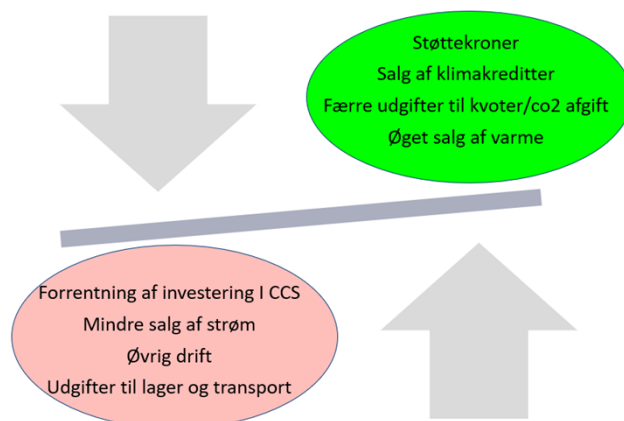 Støttekroner
Salg af klimakreditter
Færre udgifter til kvoter/co2 afgift
Øget salg af varme
Forrentning af investering I CCS
Mindre salg af strøm
Øvrig drift
Udgifter til lager og transport